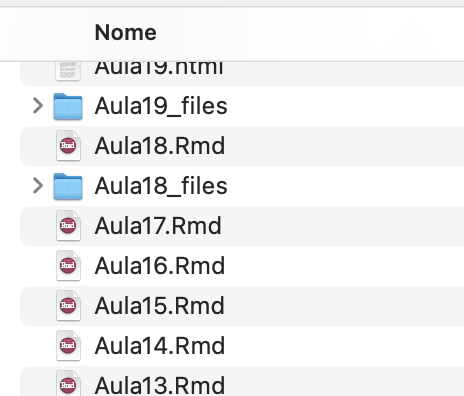 Nome
Aula19.html
Aula19_files
Aula18.Rmd
Aula18_files
Aula17.Rmd
Aula16.Rmd
Aula15.Rmd
Aula14.Rmd
Aula13.Rmd